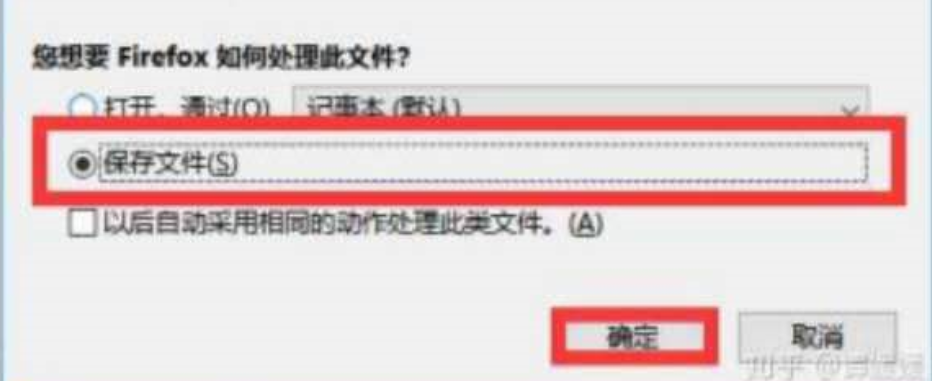 您想要 Firefox 如何处理此文件?
打开，通过(O) 记事本 (默认)
保存文件(S)
以后自动采用相同的动作处理此类文件。(A)
确定 取消
知乎